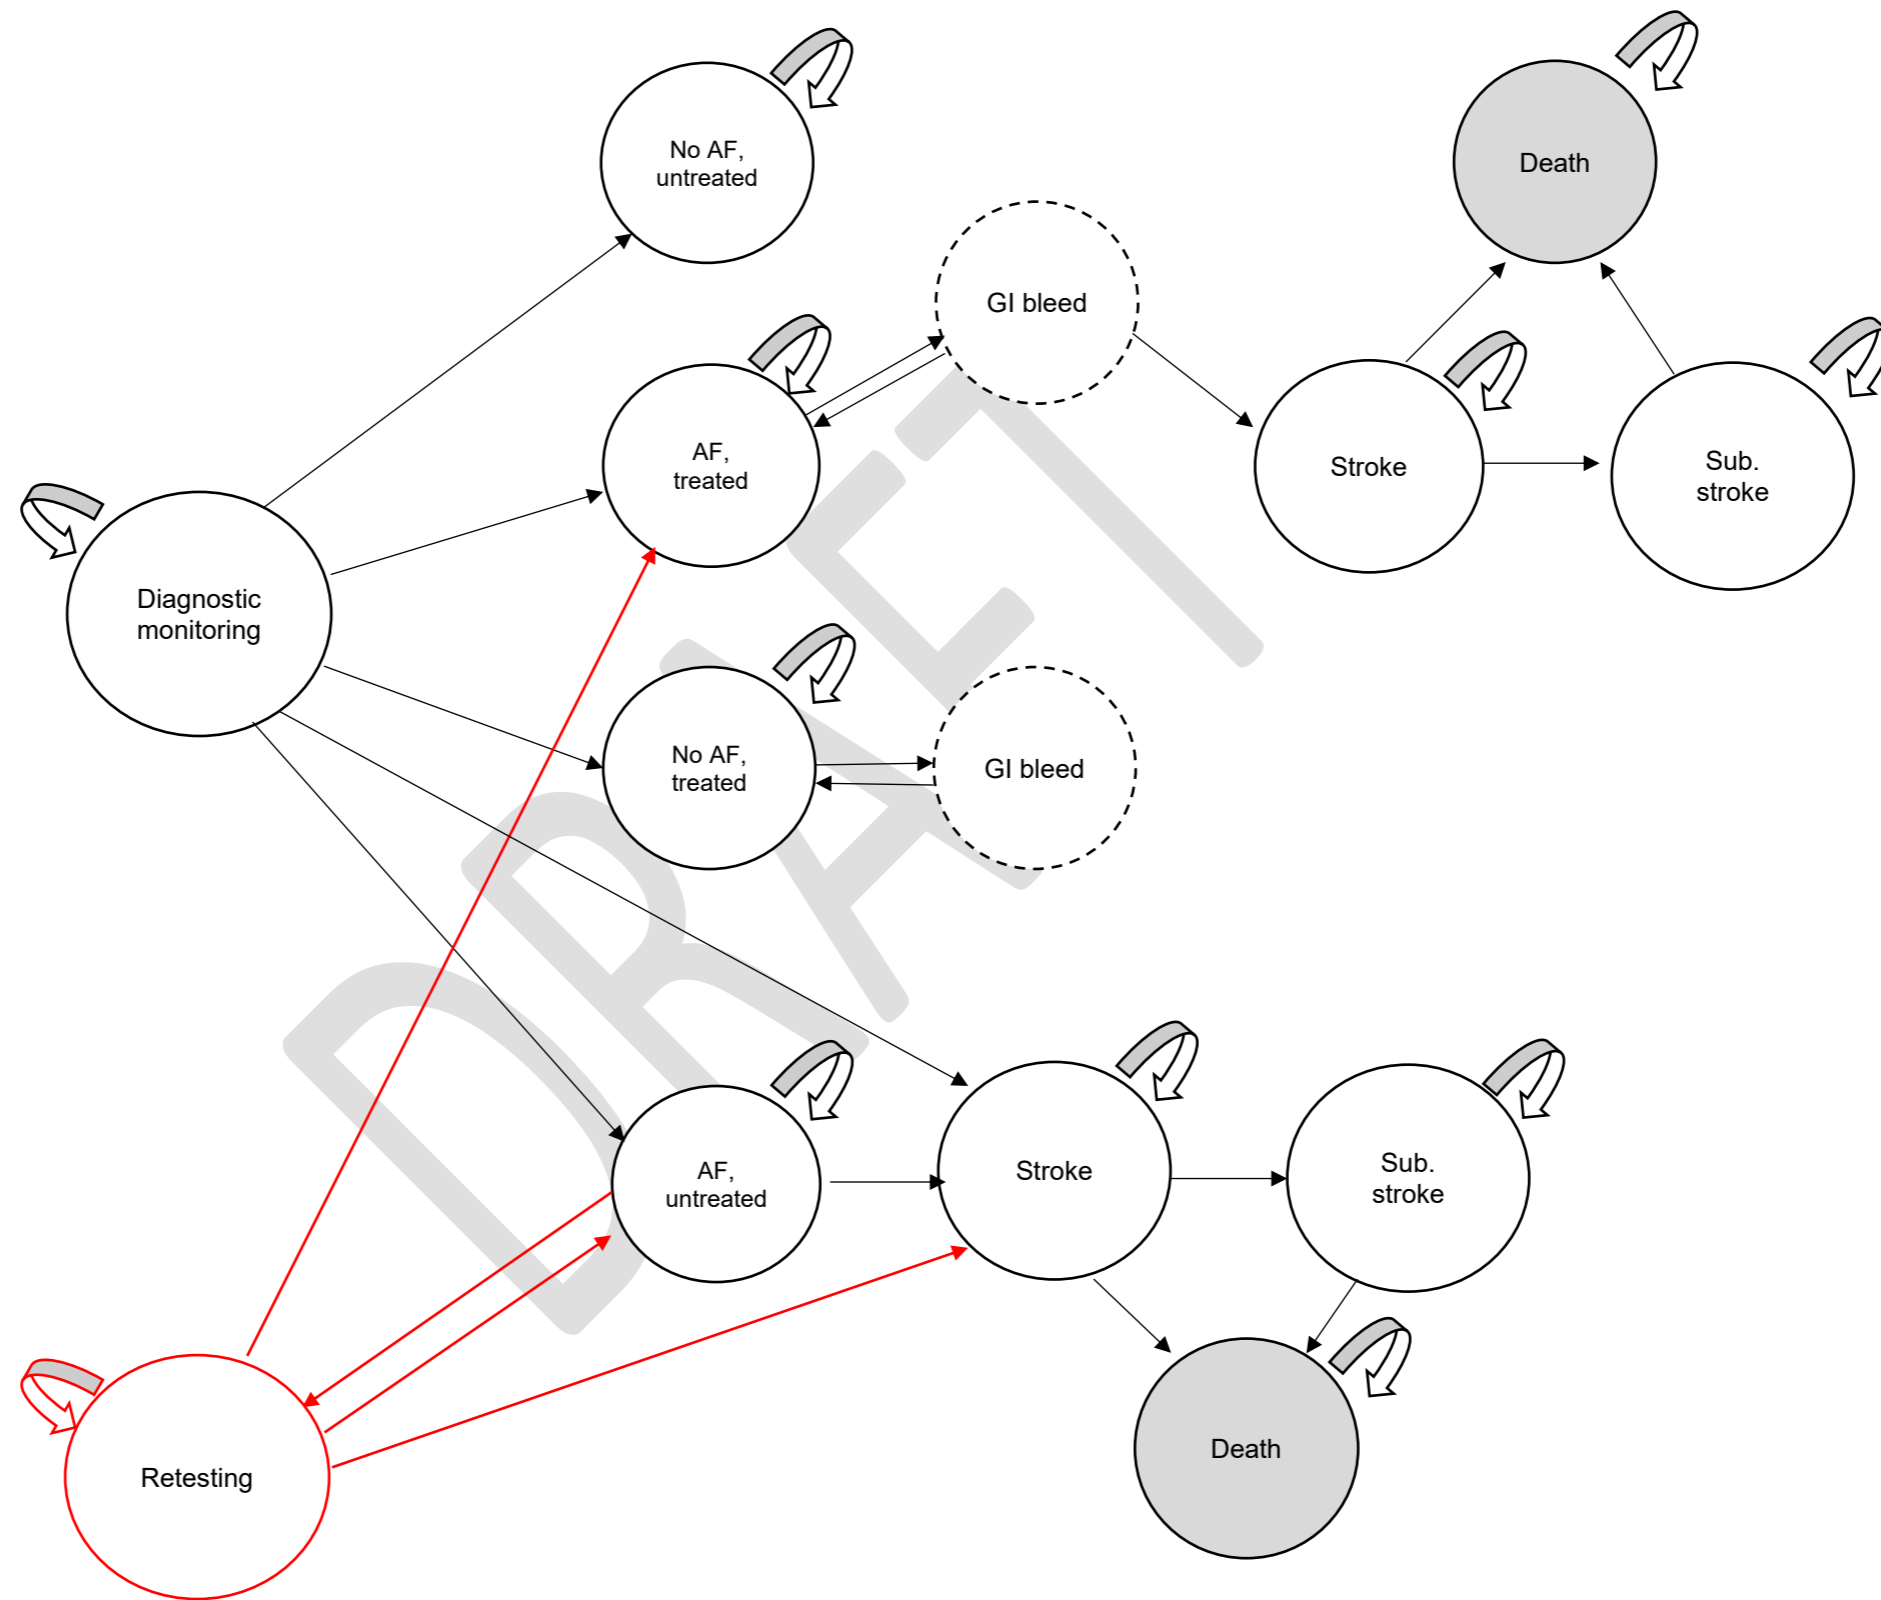 No AF,
untreated
Death
GI bleed
AF,
treated
Stroke
Sub.
stroke
Diagnostic
monitoring
No AF,
treated
GI bleed
DRAFT
AF,
untreated
Stroke
Sub.
stroke
Retesting
Death